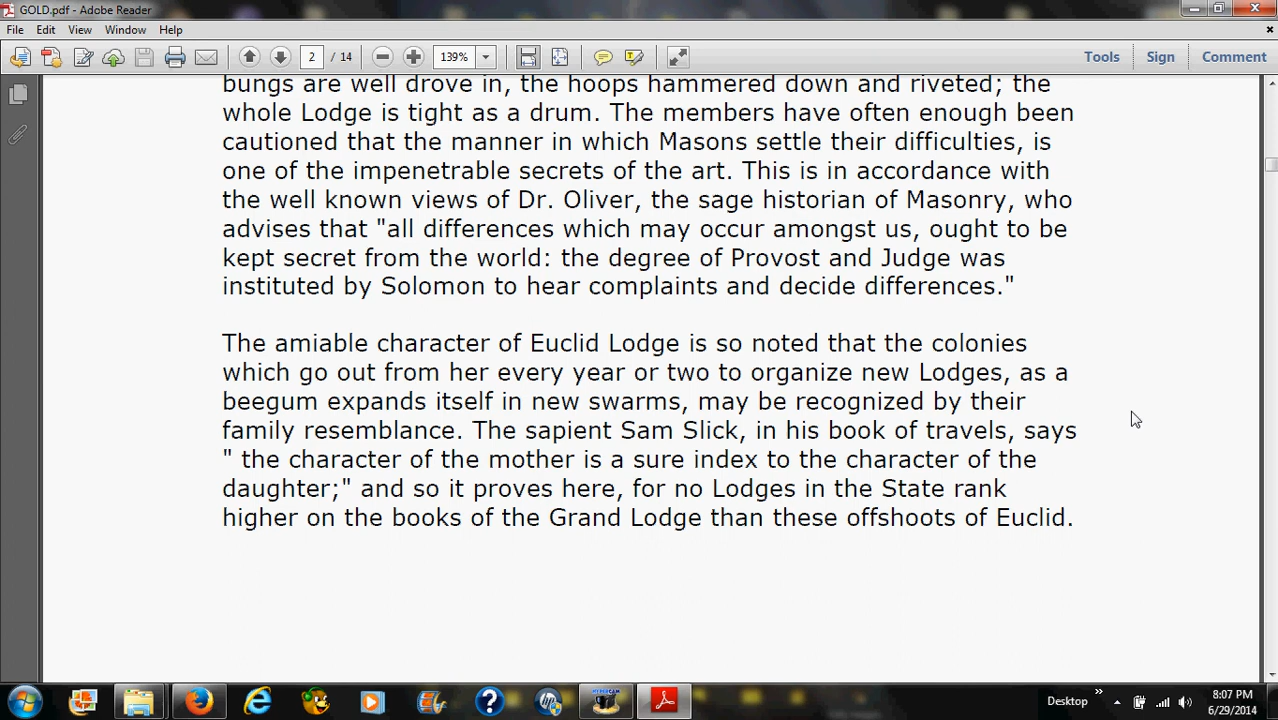 GOLD.pdf - Adobe Reader
File Edit View Window Help
2 / 14 139% Tools Sign Comment
bungs are well drove in, the hoops hammered down and riveted; the
whole Lodge is tight as a drum. The members have often enough been
cautioned that the manner in which Masons settle their difficulties, is
one of the impenetrable secrets of the art. This is in accordance with
the well known views of Dr. Oliver, the sage historian of Masonry, who
advises that "all differences which may occur amongst us, ought to be
kept secret from the world: the degree of Provost and Judge was
instituted by Solomon to hear complaints and decide differences."
The amiable character of Euclid Lodge is so noted that the colonies
which go out from her every year or two to organize new Lodges, as a
beegum expands itself in new swarms, may be recognized by their
family resemblance. The sapient Sam Slick, in his book of travels, says
" the character of the mother is a sure index to the character of the
daughter;" and so it proves here, for no Lodges in the State rank
higher on the books of the Grand Lodge than these offshoots of Euclid.
Desktop
8:07 PM
6/29/2014